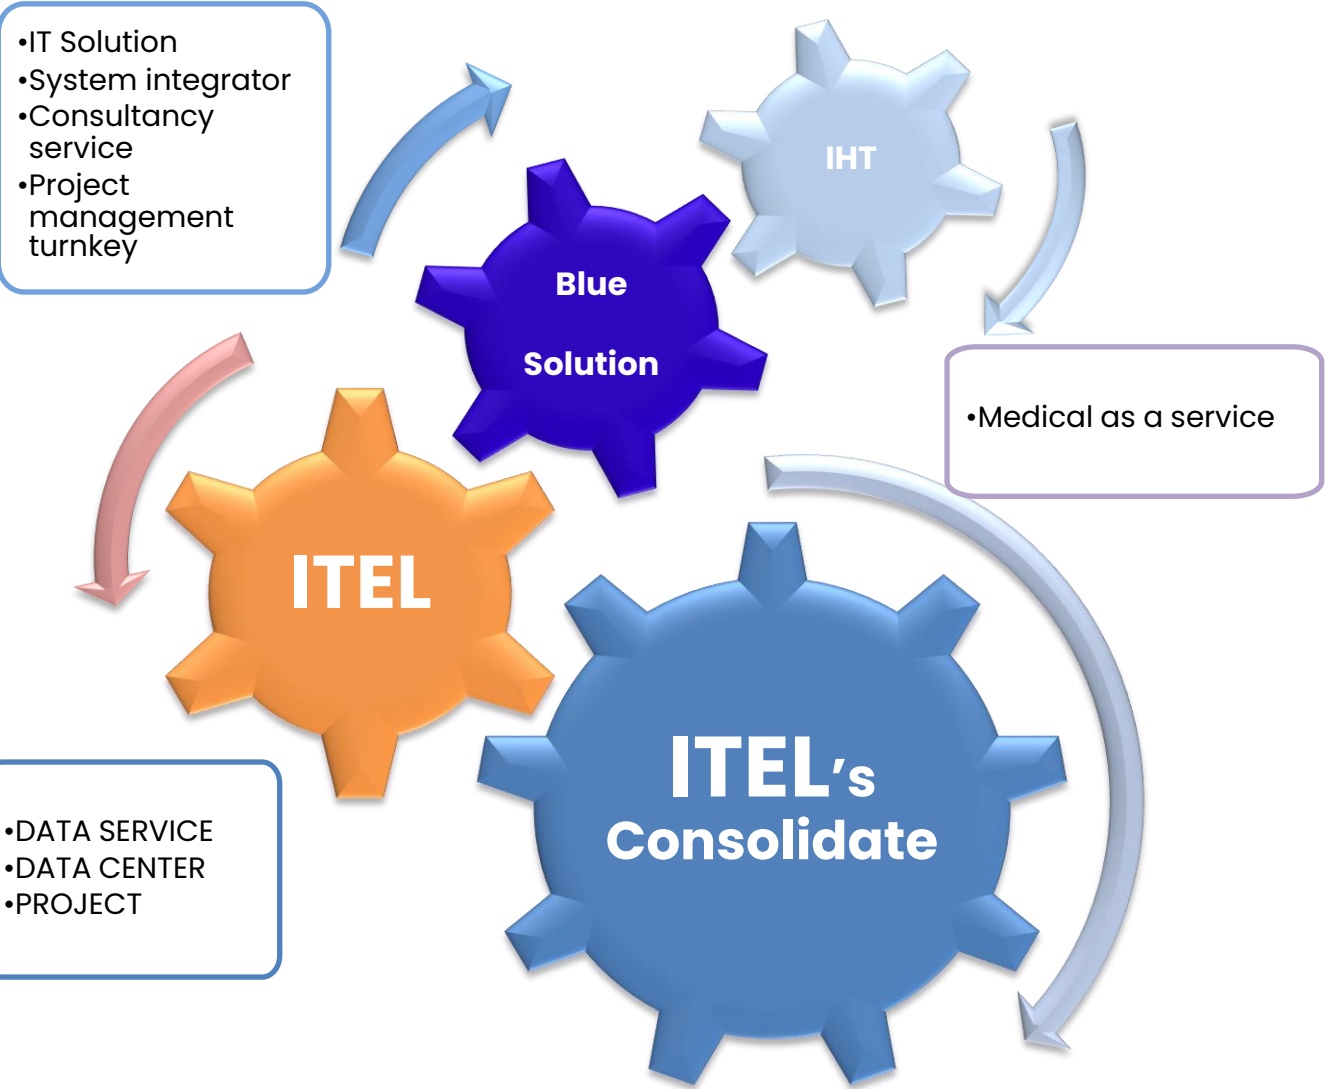 •IT Solution
•System integrator
•Consultancy
service
•Project
management
turnkey
IHT
Blue
Solution
•Medical as a service
ITEL
ITEL’s
Consolidate
•DATA SERVICE
•DATA CENTER
•PROJECT